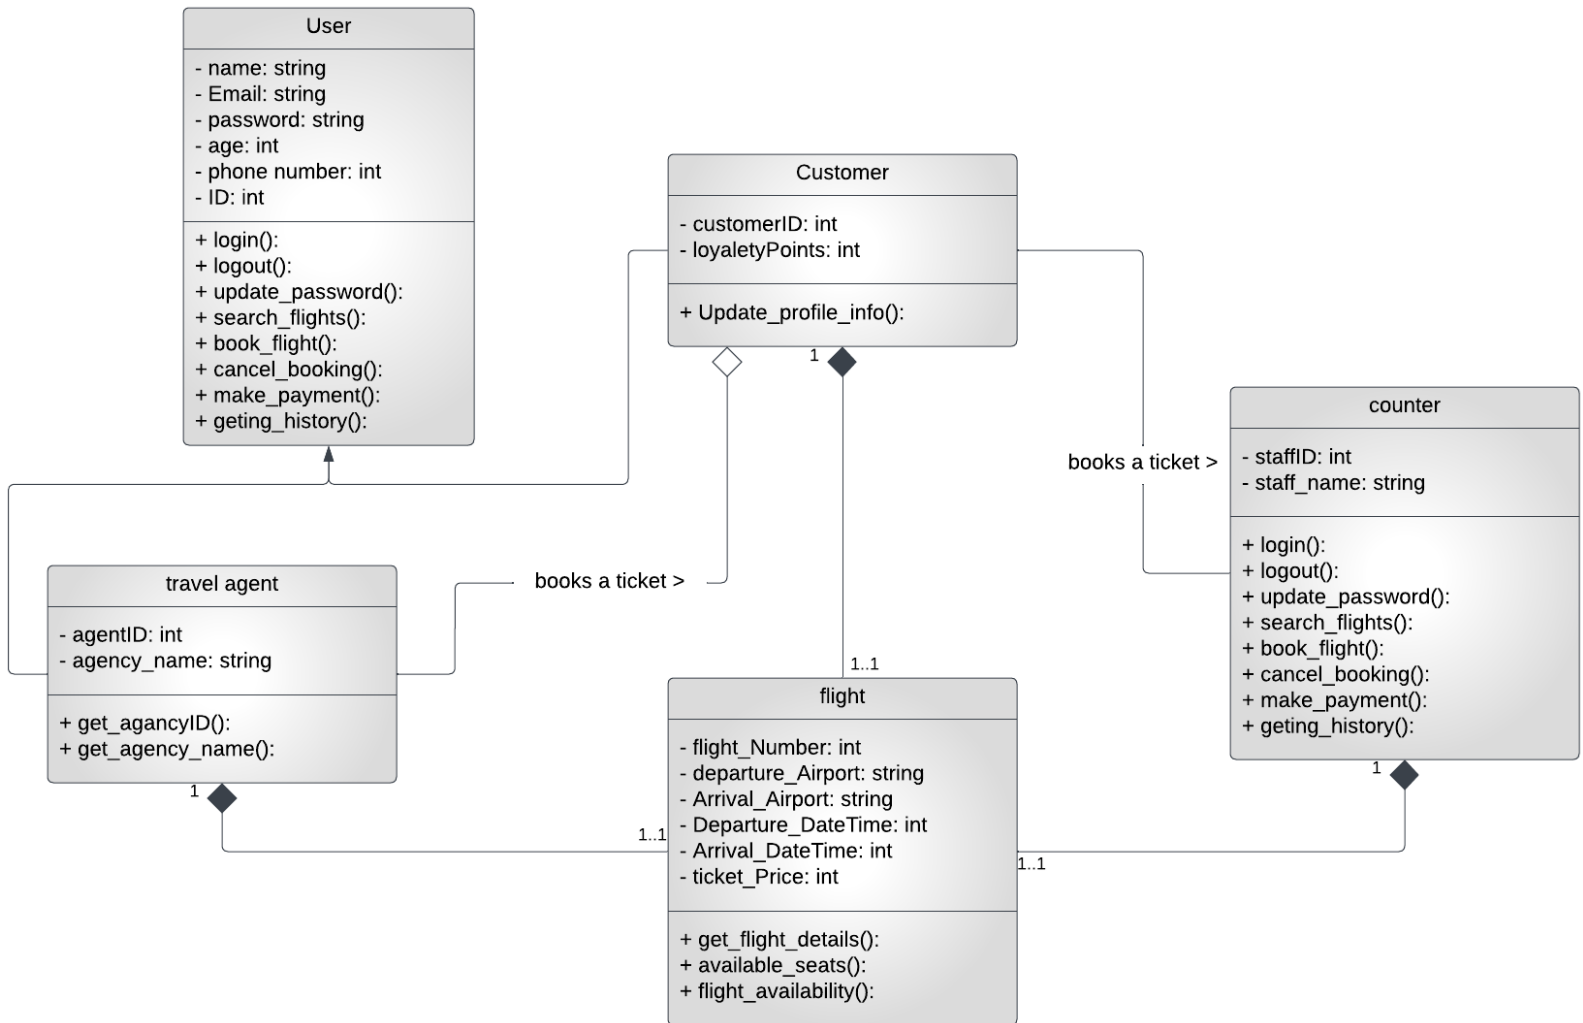 User
- name: string
- Email: string
- password: string
- age: int
- phone number: int
- ID: int
+ login():
+ logout():
+ update_password():
+ search_flights():
+ book_flight():
+ cancel_booking():
+ make_payment():
+ geting_history():
Customer
- customerID: int
- loyaletyPoints: int
+ Update_profile_info():
1
books a ticket >
counter
- staffID: int
- staff_name: string
+ login():
+ logout():
+ update_password():
+ search_flights():
+ book_flight():
+ cancel_booking():
+ make_payment():
+ geting_history():
1
books a ticket >
travel agent
- agentID: int
- agency_name: string
+ get_agancyID():
+ get_agency_name():
1
1..1
1..1
1..1
flight
- flight_Number: int
- departure_Airport: string
- Arrival_Airport: string
- Departure_DateTime: int
- Arrival_DateTime: int
- ticket_Price: int
+ get_flight_details():
+ available_seats():
+ flight_availability():